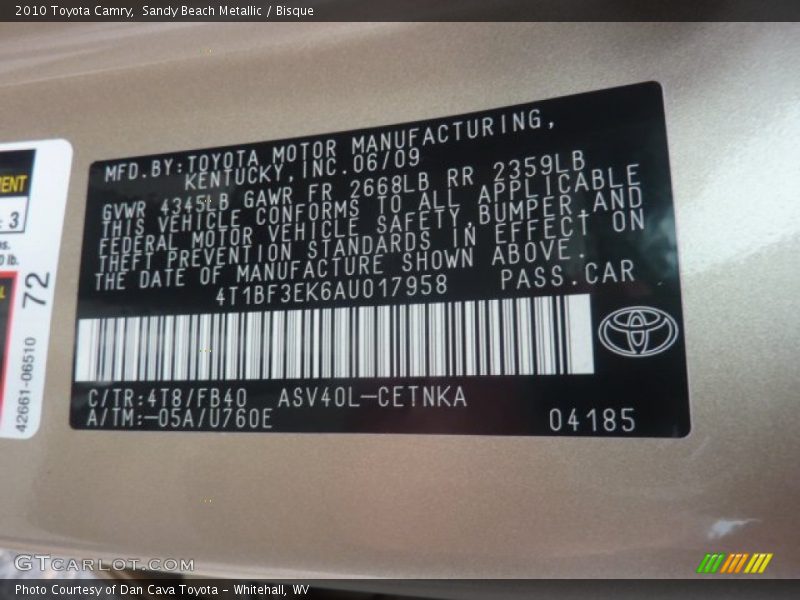 2010 Toyota Camry, Sandy Beach Metallic / Bisque
MFD.BY:TOYOTA MOTOR MANUFACTURING,
KENTUCKY,INC.06/09
GVWR 4345LB GAWR FR 2668LB RR 2359LB
THIS VEHICLE CONFORMS TO ALL APPLICABLE
FEDERAL MOTOR VEHICLE SAFETY,BUMPER,AND
THEFT PREVENTION STANDARDS IN EFFECT ON
THE DATE OF MANUFACTURE SHOWN ABOVE.
4T1BF3EK6AU017958 PASS.CAR
C/TR:4T8/FB40 ASV40L-CETNKA
A/TM:-05A/U760E 04185
3
72
42661-06510
GTCARLOT.COM
Photo Courtesy of Dan Cava Toyota - Whitehall, WV